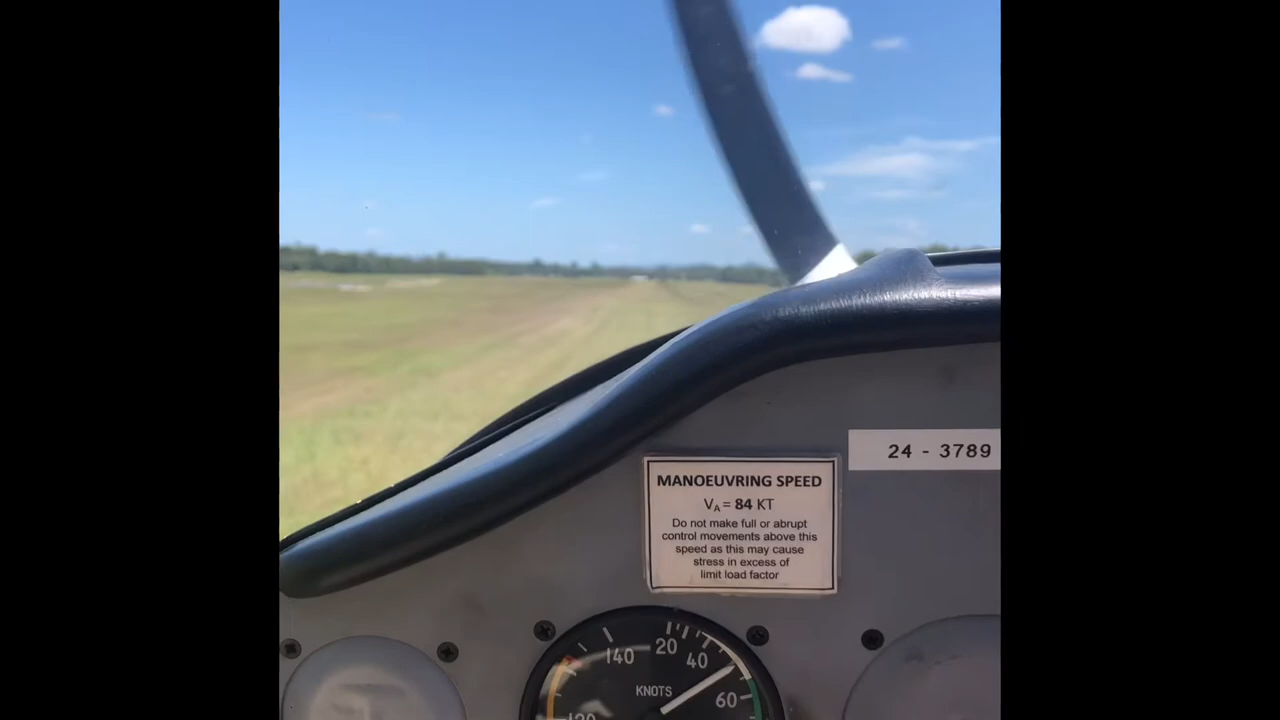 24 - 3789
MANOEUVRING SPEED
VA = 84 KT
Do not make full or abrupt
control movements above this
speed as this may cause
stress in excess of
limit load factor
140 20 40
KNOTS
60
120